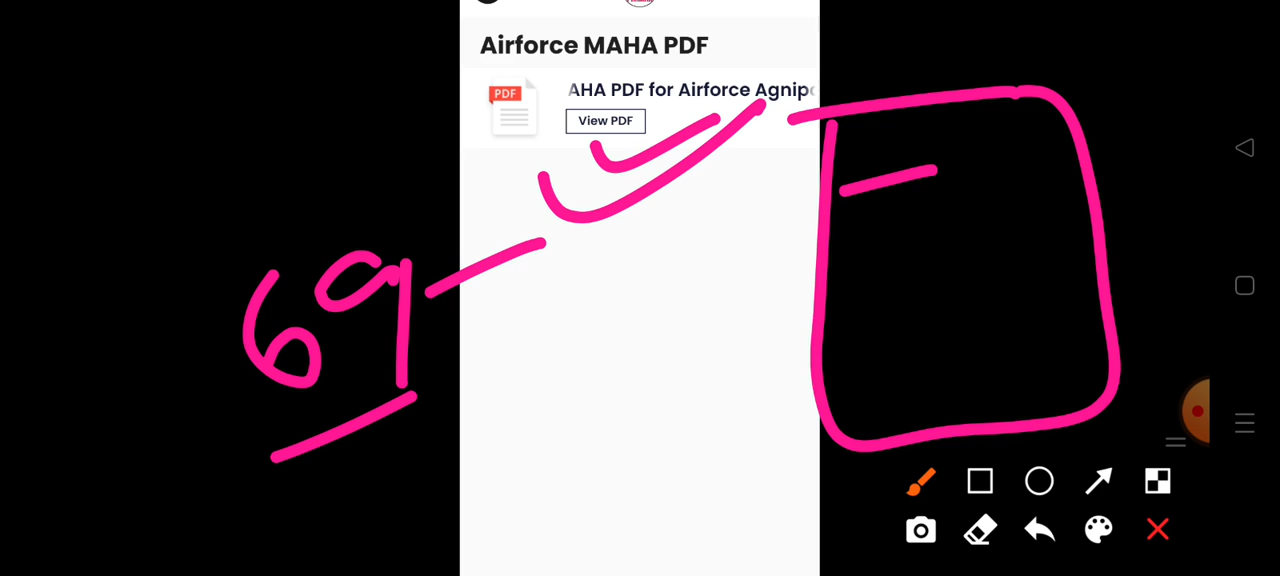 Airforce MAHA PDF
PDF
AHA PDF for Airforce Agnip
View PDF
69